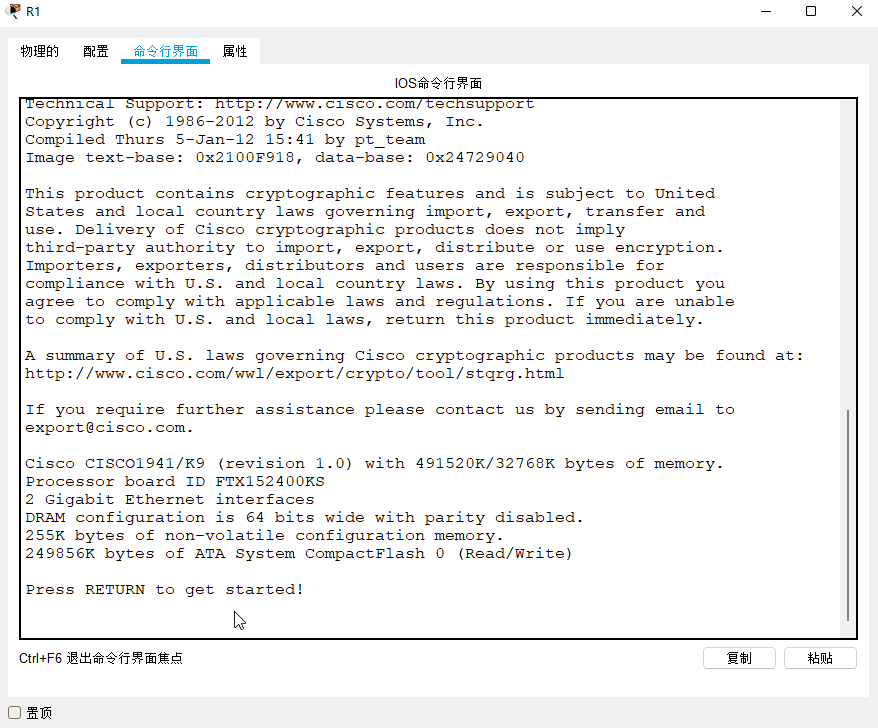 R1
物理的 配置 命令行界面 属性
IOS命令行界面
Technical Support: http://www.cisco.com/techsupport
Copyright (c) 1986-2012 by Cisco Systems, Inc.
Compiled Thurs 5-Jan-12 15:41 by pt_team
Image text-base: 0x2100F918, data-base: 0x24729040
This product contains cryptographic features and is subject to United
States and local country laws governing import, export, transfer and
use. Delivery of Cisco cryptographic products does not imply
third-party authority to import, export, distribute or use encryption.
Importers, exporters, distributors and users are responsible for
compliance with U.S. and local country laws. By using this product you
agree to comply with applicable laws and regulations. If you are unable
to comply with U.S. and local laws, return this product immediately.
A summary of U.S. laws governing Cisco cryptographic products may be found at:
http://www.cisco.com/wwl/export/crypto/tool/stqrg.html
If you require further assistance please contact us by sending email to
export@cisco.com.
Cisco CISCO1941/K9 (revision 1.0) with 491520K/32768K bytes of memory.
Processor board ID FTX152400KS
2 Gigabit Ethernet interfaces
DRAM configuration is 64 bits wide with parity disabled.
255K bytes of non-volatile configuration memory.
249856K bytes of ATA System CompactFlash 0 (Read/Write)
Press RETURN to get started!
Ctrl+F6 退出命令行界面焦点
复制 粘贴
置顶